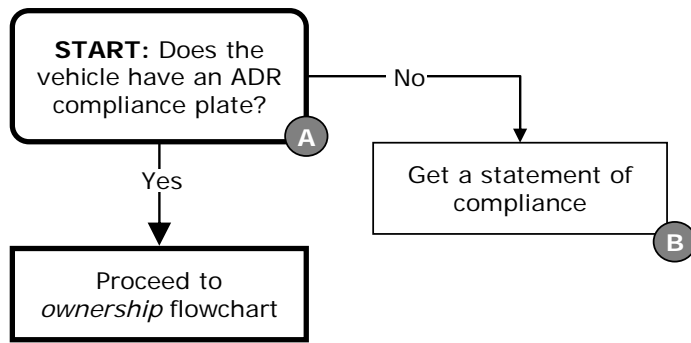 START: Does the
vehicle have an ADR
compliance plate?
A
No
Get a statement of
compliance
B
Yes
Proceed to
ownership flowchart